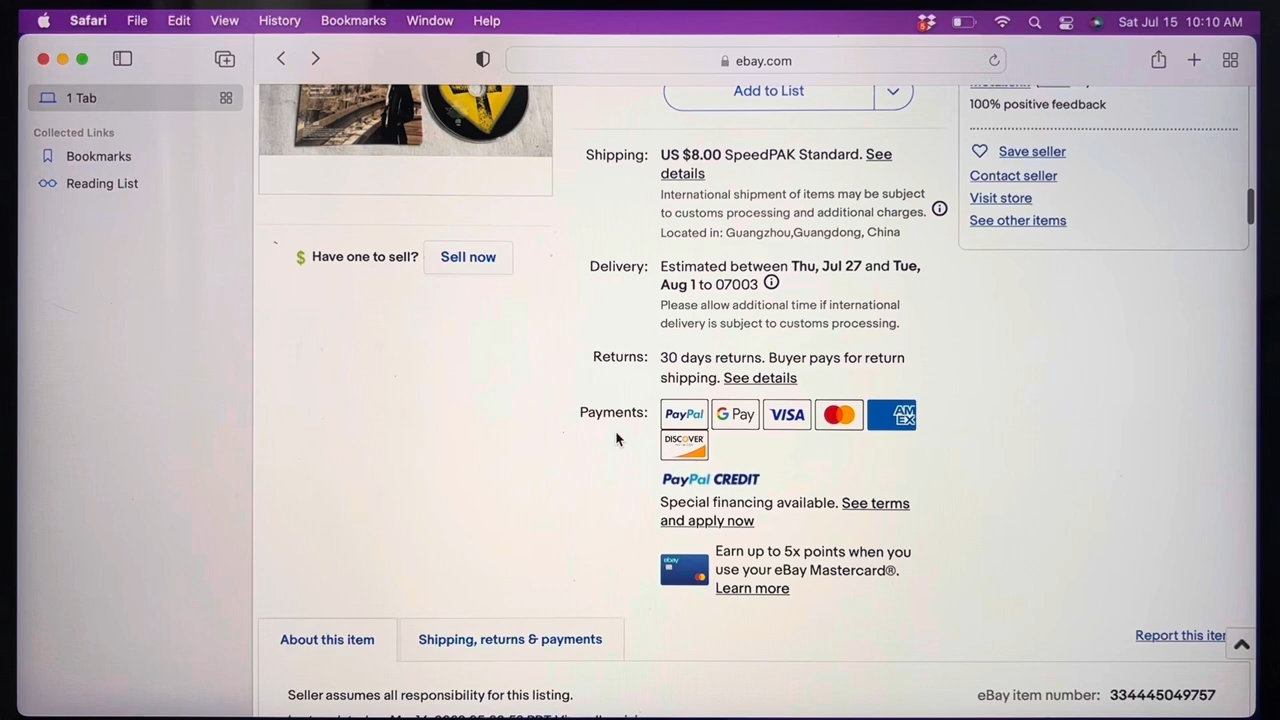 Safari File Edit View History Bookmarks Window Help
5
Sat Jul 15 10:10 AM
ebay.com
1 Tab
Collected Links
Bookmarks
Reading List
Add to List
100% positive feedback
Save seller
Contact seller
Visit store
See other items
Have one to sell? Sell now
Shipping: US $8.00 SpeedPAK Standard. See
details
International shipment of items may be subject
to customs processing and additional charges.
Located in: Guangzhou,Guangdong, China
Delivery: Estimated between Thu, Jul 27 and Tue,
Aug 1 to 07003
Please allow additional time if international
delivery is subject to customs processing.
Returns: 30 days returns. Buyer pays for return
shipping. See details
Payments: PayPal G Pay VISA AM
EX
DISCOVER
PayPal CREDIT
Special financing available. See terms
and apply now
ebay
Earn up to 5x points when you
use your eBay Mastercard®.
Learn more
About this item
Shipping, returns & payments
Report this iter
Seller assumes all responsibility for this listing.
eBay item number: 334445049757